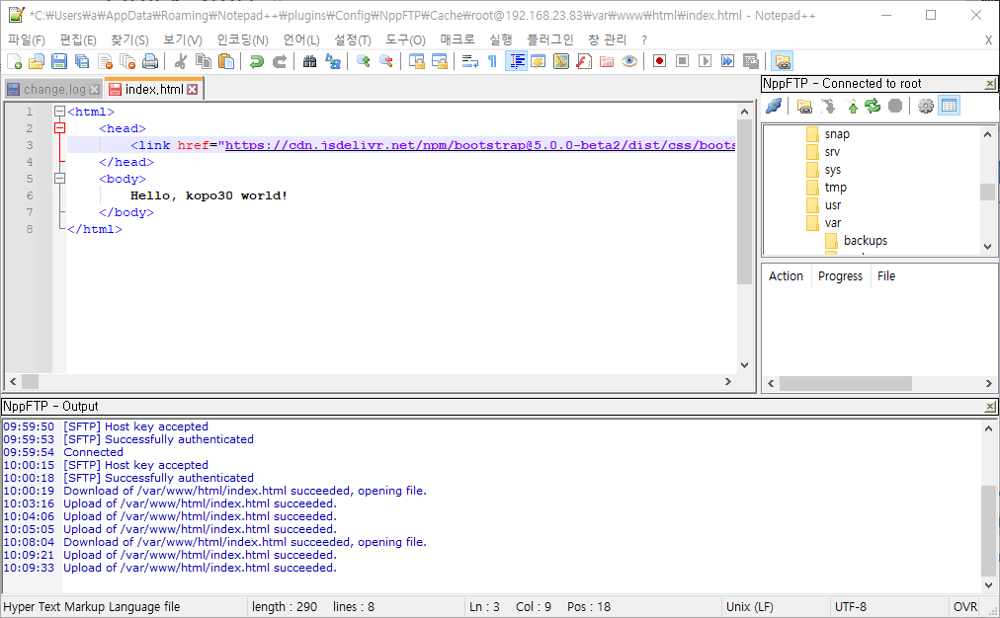 *C:\Users\a\AppData\Roaming\Notepad++\plugins\Config\NppFTP\Cache\root@192.168.23.83\var\www\html\index.html - Notepad++
파일(F) 편집(E) 찾기(S) 보기(V) 인코딩(N) 언어(L) 설정(T) 도구(O) 매크로 실행 플러그인 창 관리 ? X
change.log index.html
1 <html>
2 <head>
3 <link href="https://cdn.jsdelivr.net/npm/bootstrap@5.0.0-beta2/dist/css/boots
4 </head>
5 <body>
6 Hello, kopo30 world!
7 </body>
8 </html>
NppFTP - Connected to root
snap
srv
sys
tmp
usr
var
backups
Action Progress File
NppFTP - Output
09:59:50 [SFTP] Host key accepted
09:59:53 [SFTP] Successfully authenticated
09:59:54 Connected
10:00:15 [SFTP] Host key accepted
10:00:18 [SFTP] Successfully authenticated
10:00:19 Download of /var/www/html/index.html succeeded, opening file.
10:03:16 Upload of /var/www/html/index.html succeeded.
10:04:06 Upload of /var/www/html/index.html succeeded.
10:05:05 Upload of /var/www/html/index.html succeeded.
10:08:04 Download of /var/www/html/index.html succeeded, opening file.
10:09:21 Upload of /var/www/html/index.html succeeded.
10:09:33 Upload of /var/www/html/index.html succeeded.
Hyper Text Markup Language file length : 290 lines : 8 Ln : 3 Col : 9 Pos : 18 Unix (LF) UTF-8 OVR